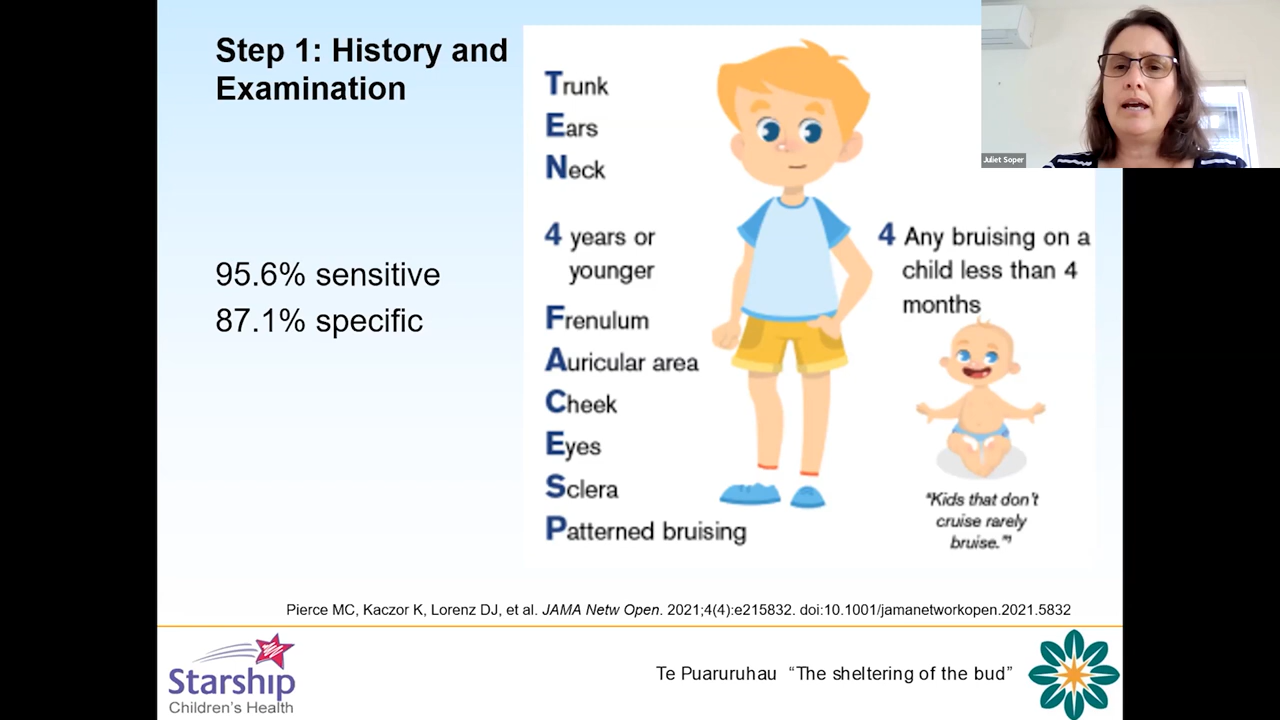 Step 1: History and
Examination
95.6% sensitive
87.1% specific
Trunk
Ears
Neck
4 years or
younger
Frenulum
Auricular area
Cheek
Eyes
Sclera
Patterned bruising
4 Any bruising on a
child less than 4
months
"Kids that don't
cruise rarely
bruise."¹
Juliet Soper
Pierce MC, Kaczor K, Lorenz DJ, et al. JAMA Netw Open. 2021;4(4):e215832. doi:10.1001/jamanetworkopen.2021.5832
Starship
Children's Health
Te Puaruruhau "The sheltering of the bud"